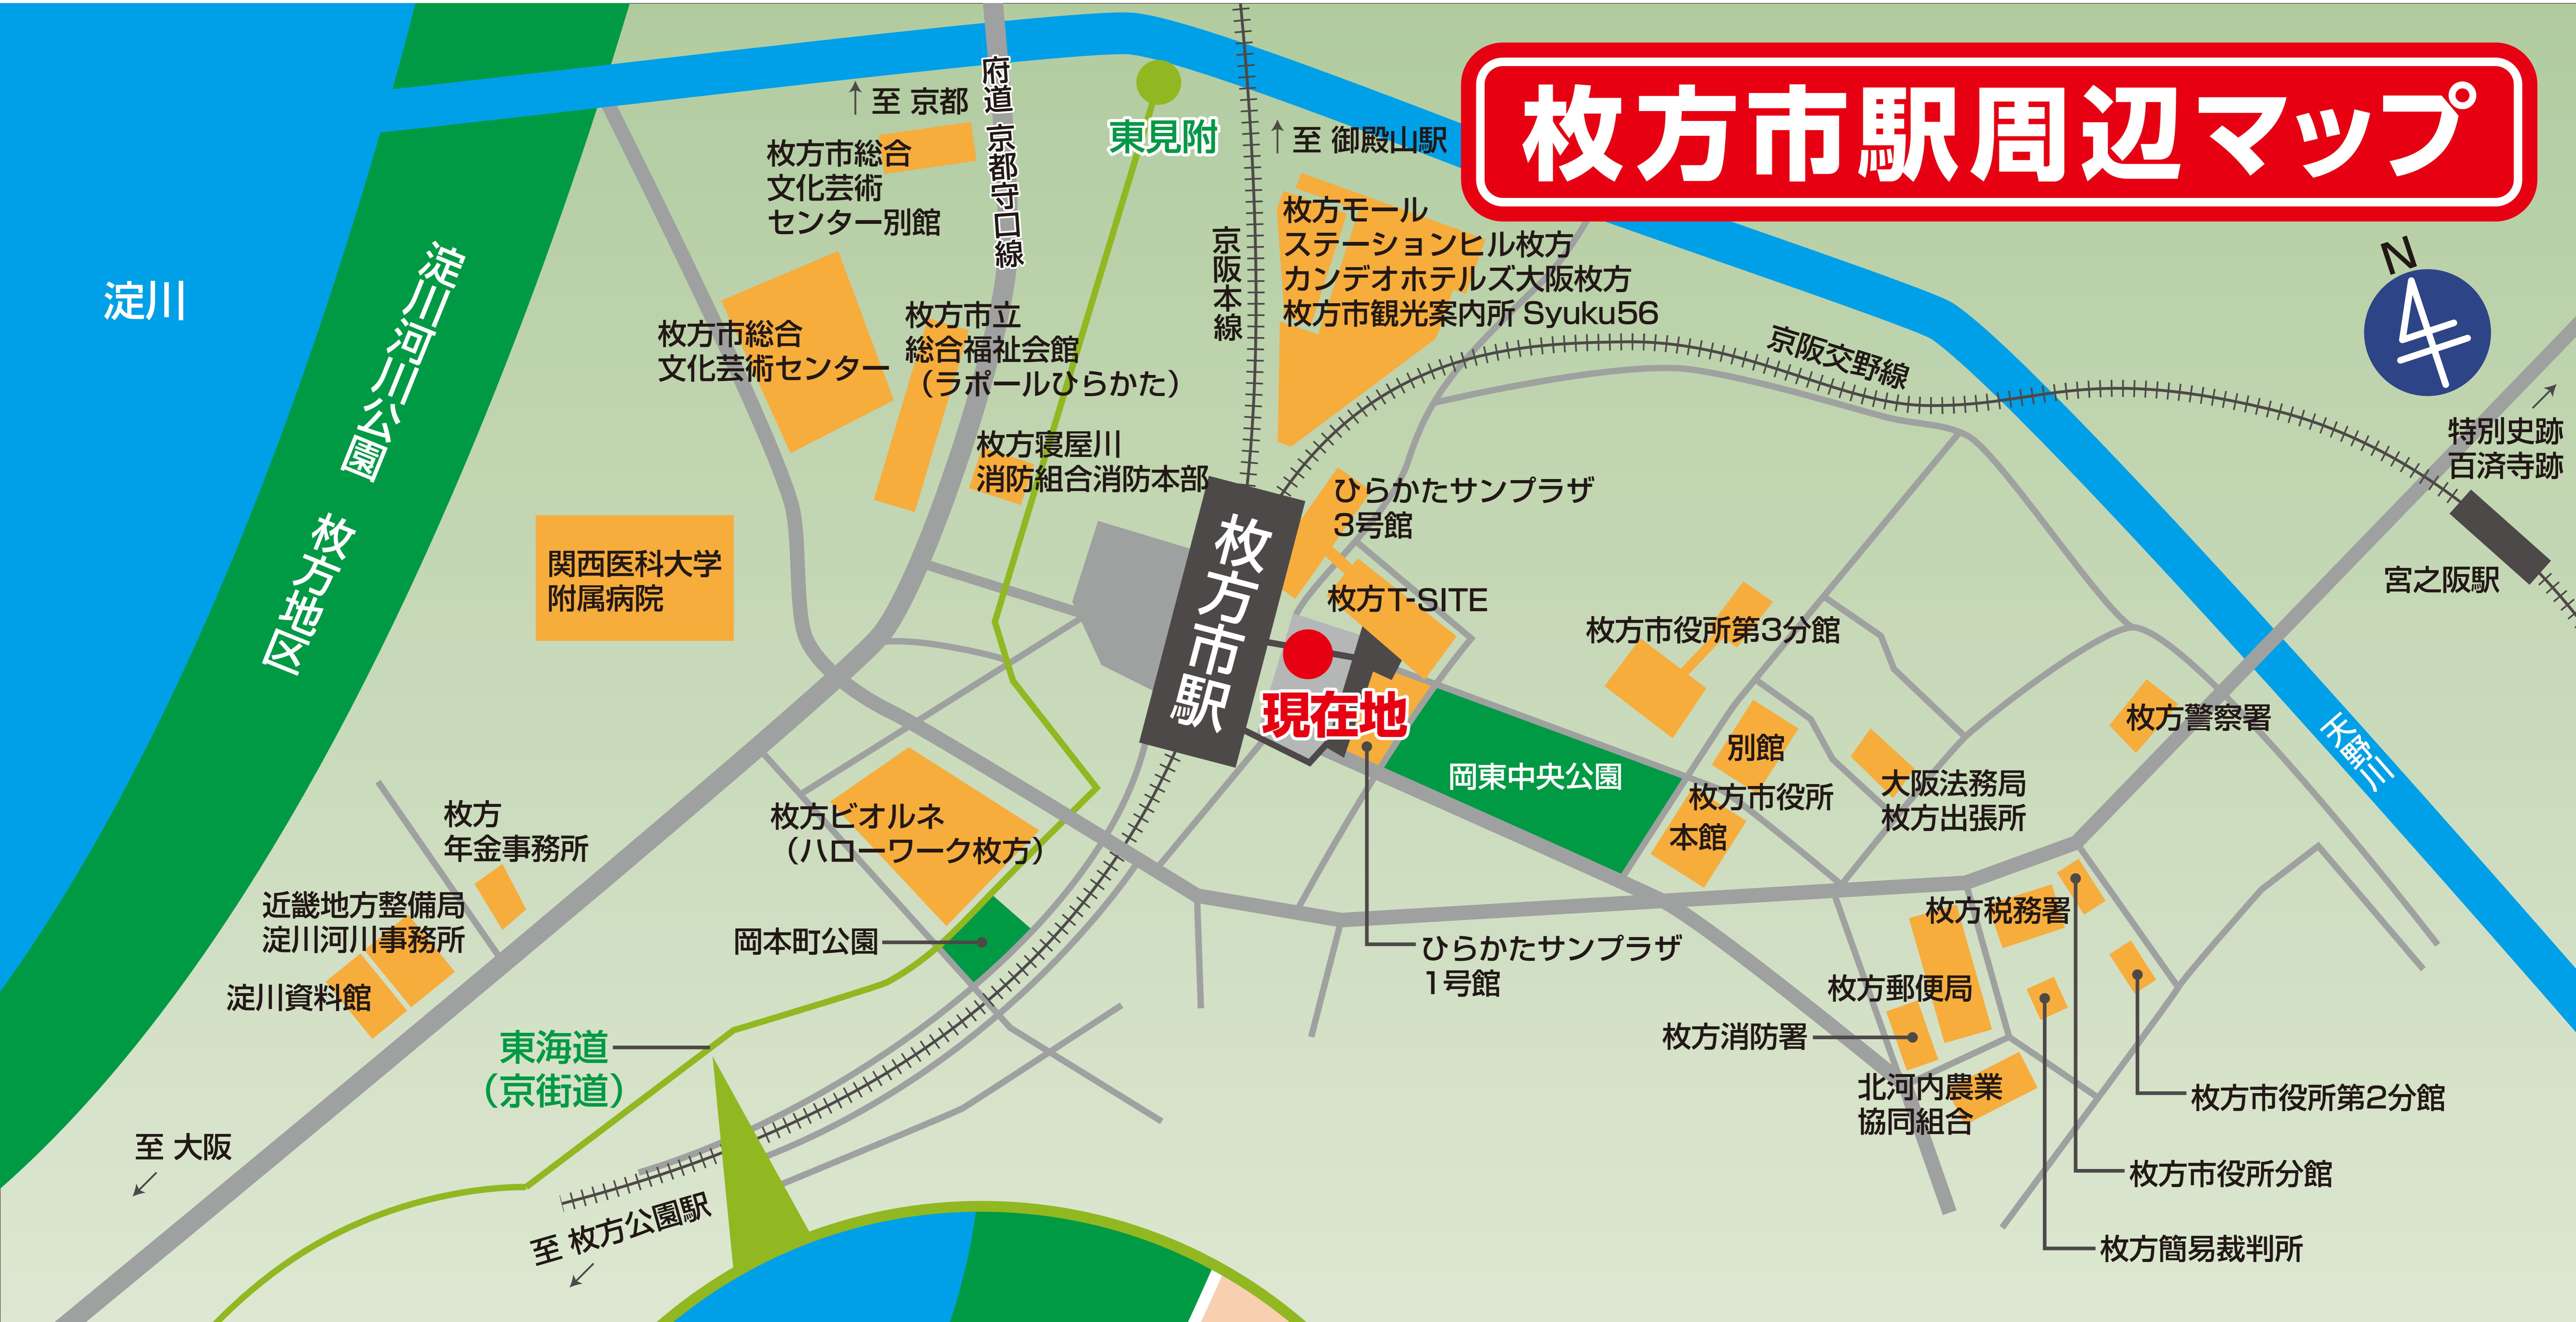 枚方市駅周辺マップ
N
淀川
淀川河川公園 枚方地区
↑至 京都
府道 京都守口線
東見附
↑至 御殿山駅
京阪本線
枚方市総合
文化芸術
センター別館
枚方モール
ステーションヒル枚方
カンデオホテルズ大阪枚方
枚方市観光案内所 Syuku56
枚方市総合
文化芸術センター
枚方市立
総合福祉会館
（ラポールひらかた）
京阪交野線
特別史跡
百済寺跡
枚方寝屋川
消防組合消防本部
ひらかたサンプラザ
3号館
関西医科大学
附属病院
枚方市駅
枚方T-SITE
宮之阪駅
枚方市役所第3分館
現在地
別館
枚方市役所
本館
岡東中央公園
大阪法務局
枚方出張所
枚方警察署
天野川
枚方
年金事務所
枚方ビオルネ
（ハローワーク枚方）
近畿地方整備局
淀川河川事務所
淀川資料館
岡本町公園
ひらかたサンプラザ
1号館
枚方税務署
枚方郵便局
枚方消防署
北河内農業
協同組合
東海道
（京街道）
枚方市役所第2分館
枚方市役所分館
枚方簡易裁判所
至 大阪
至 枚方公園駅